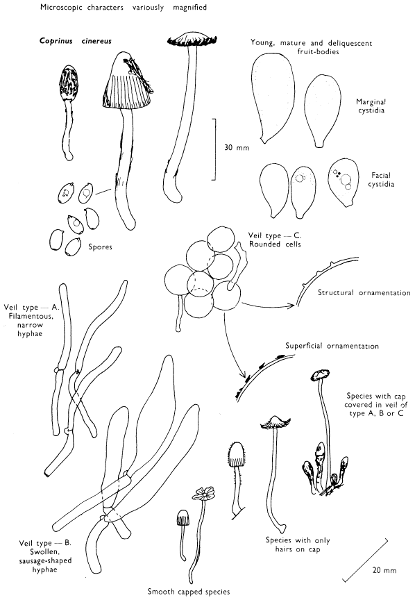 Microscopic characters variously magnified
Coprinus cinereus
Young, mature and deliquescent
fruit-bodies
Marginal
cystidia
30 mm
Facial
cystidia
Spores
Veil type — C.
Rounded cells
Veil type — A.
Filamentous,
narrow
hyphae
Structural ornamentation
Superficial ornamentation
Species with cap
covered in veil of
type A, B or C
Veil type — B.
Swollen,
sausage-shaped
hyphae
Species with only
hairs on cap
Smooth capped species
20 mm